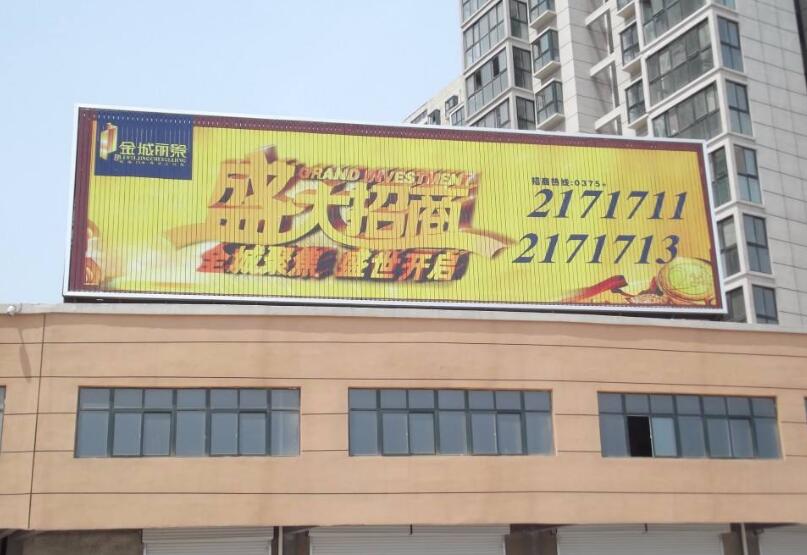 金城丽景
GRAND INVESTMENT
盛大招商
全城聚焦 盛世开启
招商热线:0375-
2171711
2171713